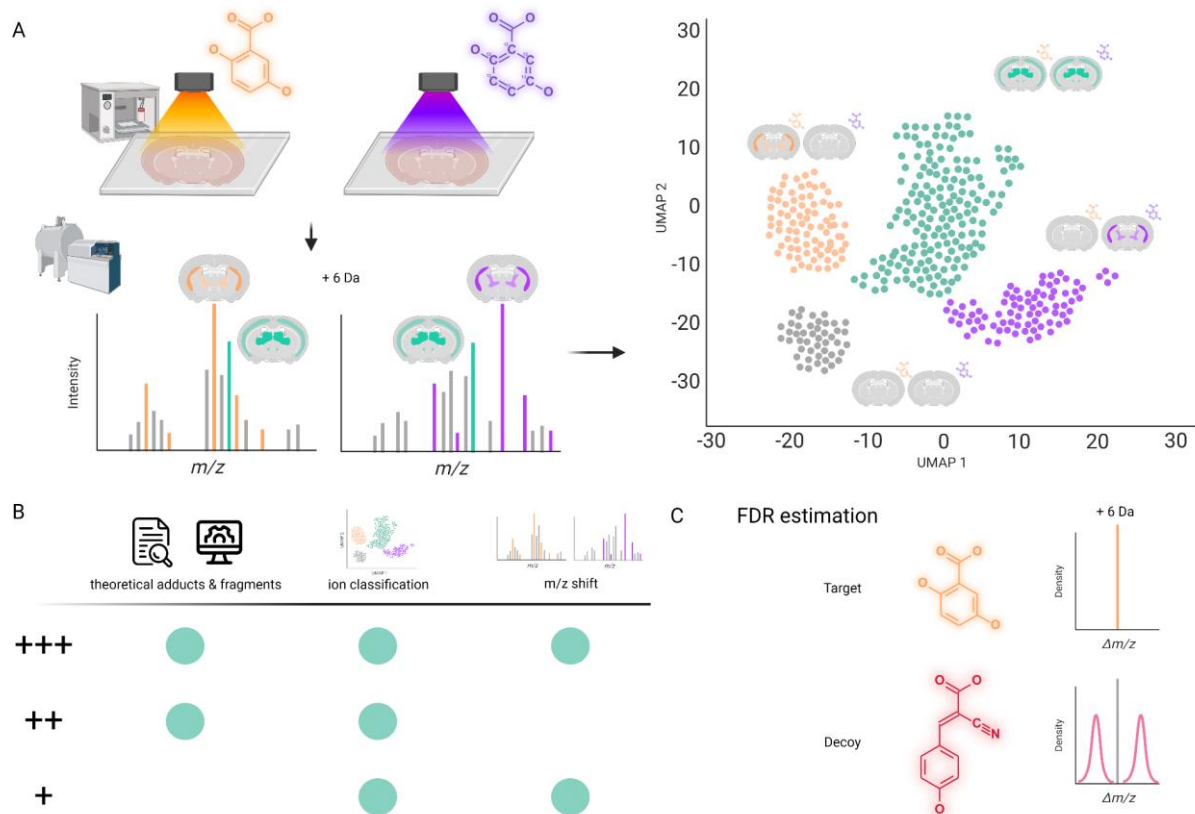 A
+ 6 Da
Intensity
m/z
m/z
30
20
10
0
-10
-20
-30
UMAP 2
-30
-20
-10
0
10
20
30
UMAP 1
B
theoretical adducts & fragments
ion classification
m/z shift
+++
++
+
C
FDR estimation
Target
O
O
O
O
+ 6 Da
Density
Δm/z
Decoy
O
O
C
N
O
Density
Δm/z